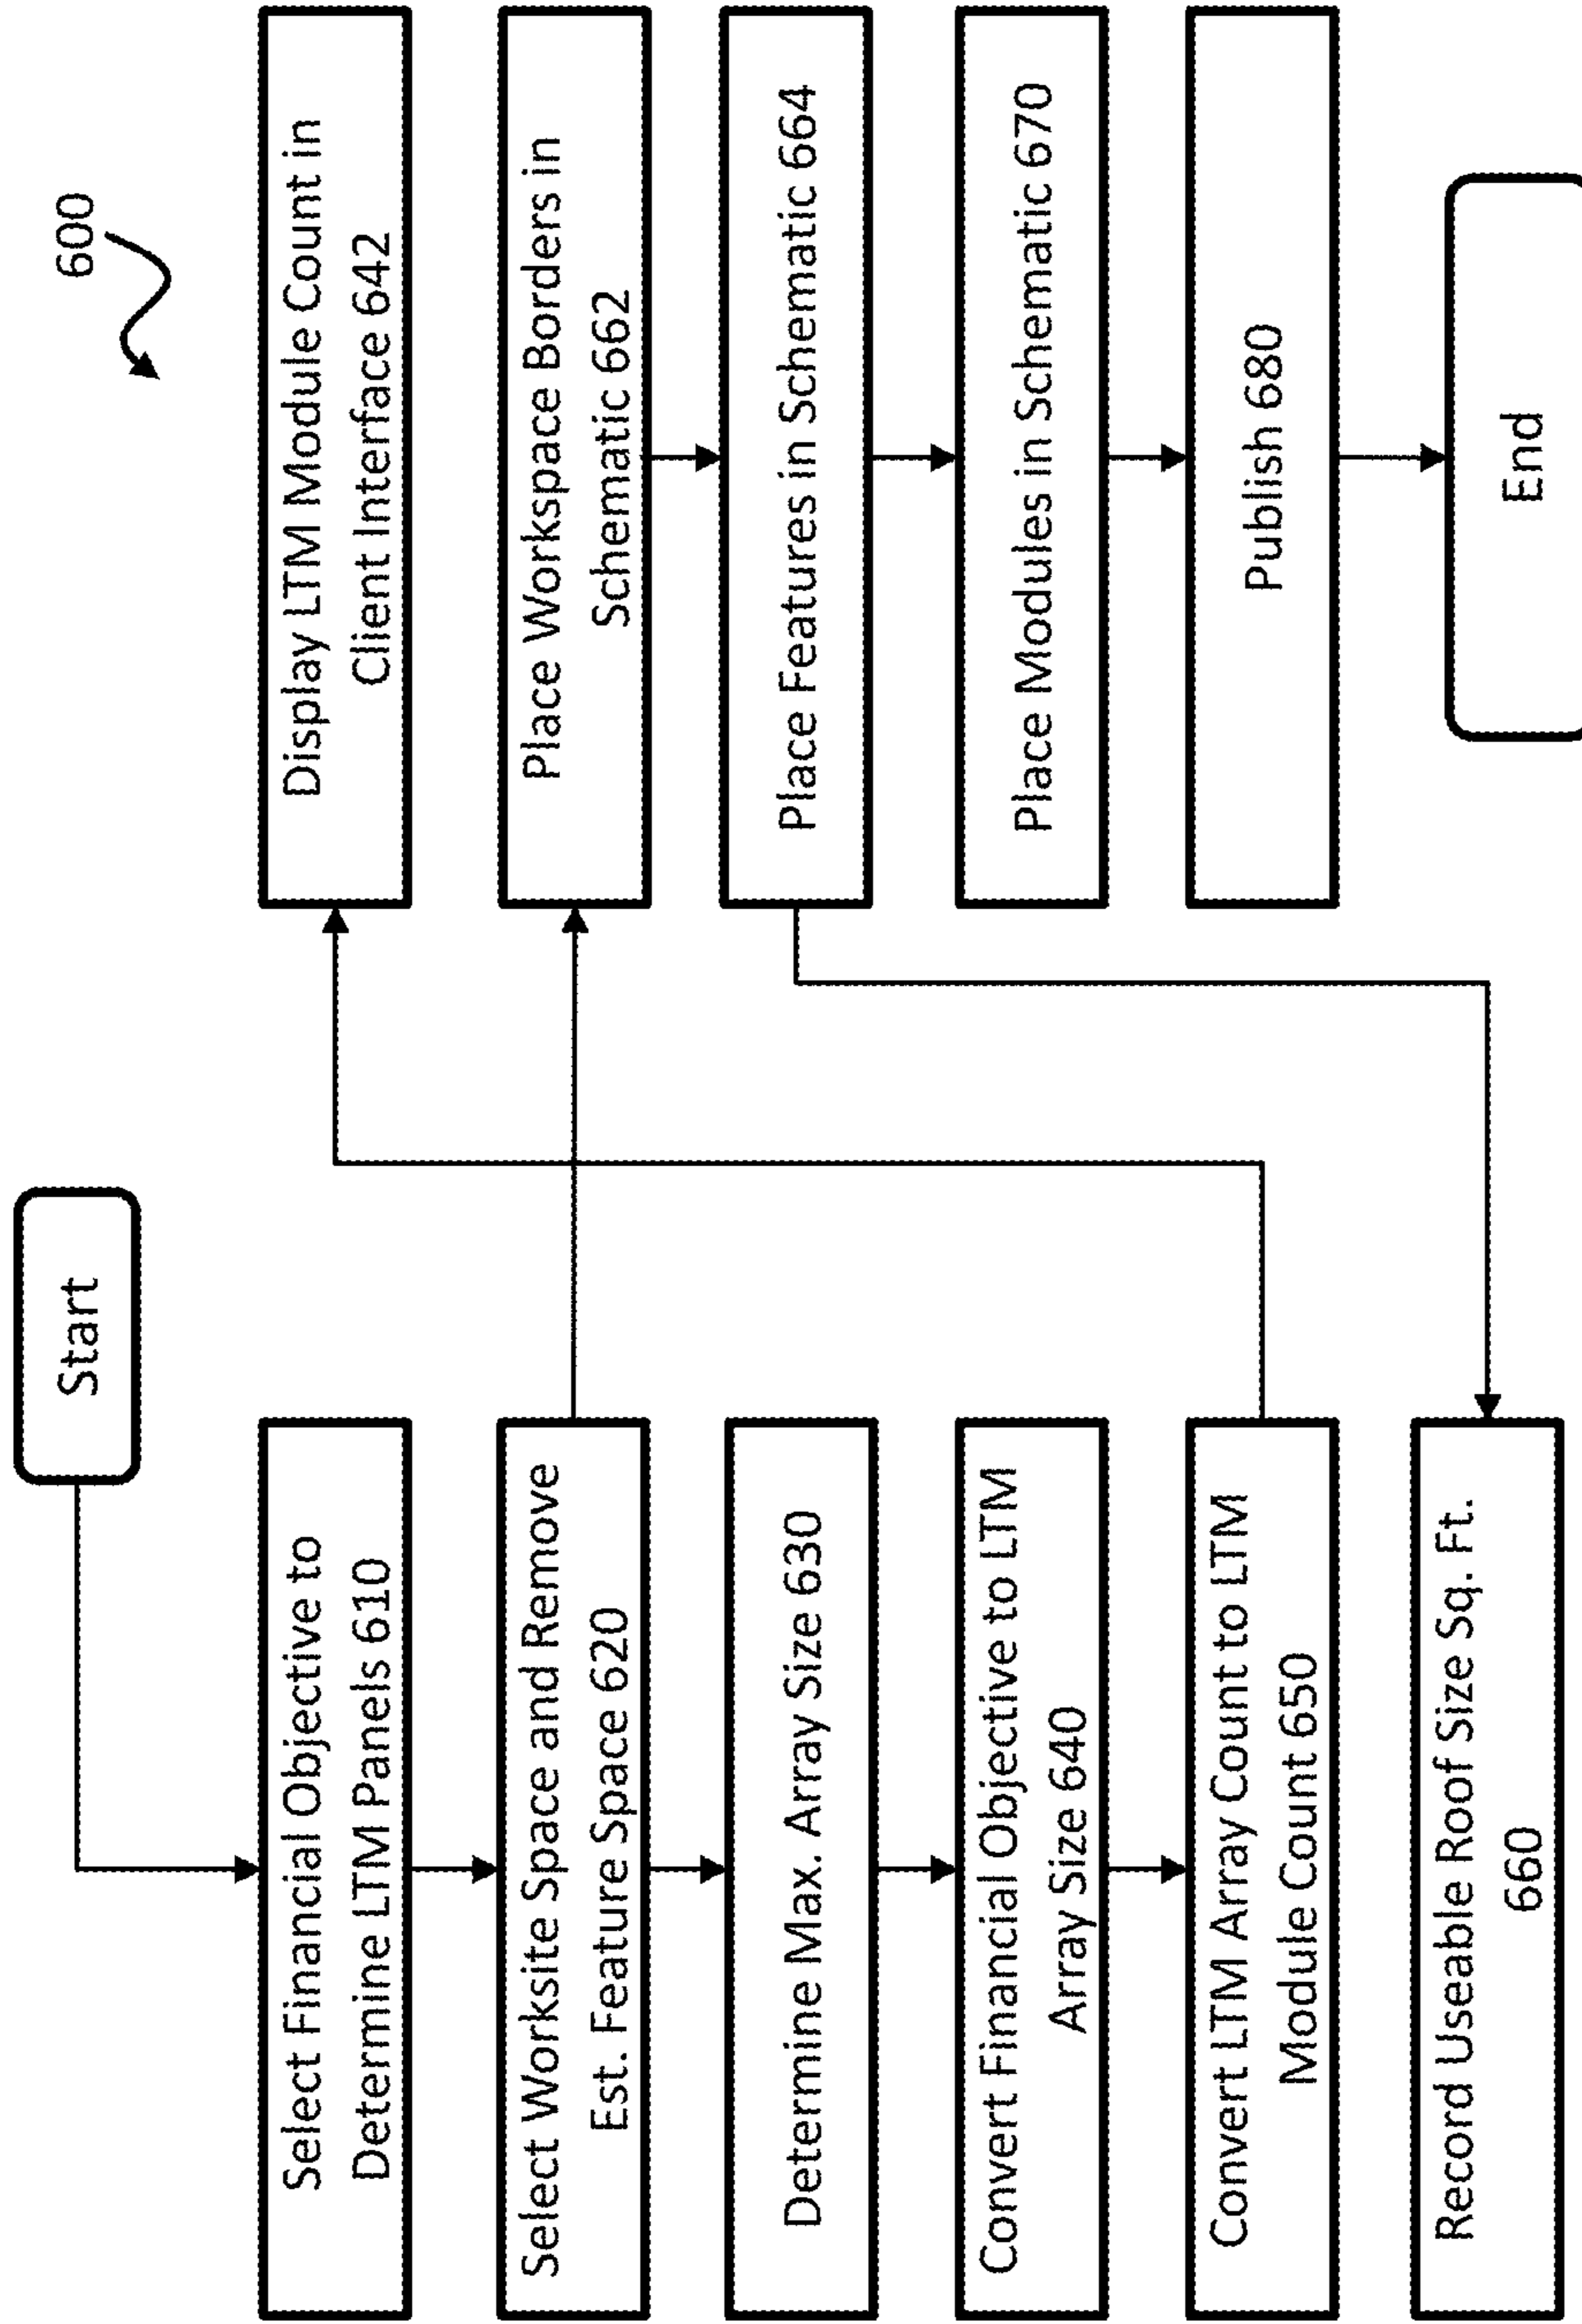 600
Start
Select Financial Objective to
Determine LTM Panels 610
Select Worksite Space and Remove
Est. Feature Space 620
Determine Max. Array Size 630
Convert Financial Objective to LTM
Array Size 640
Convert LTM Array Count to LTM
Module Count 650
Record Useable Roof Size Sq. Ft.
660
Display LTM Module Count in
Client Interface 642
Place Workspace Borders in
Schematic 662
Place Features in Schematic 664
Place Modules in Schematic 670
Publish 680
End